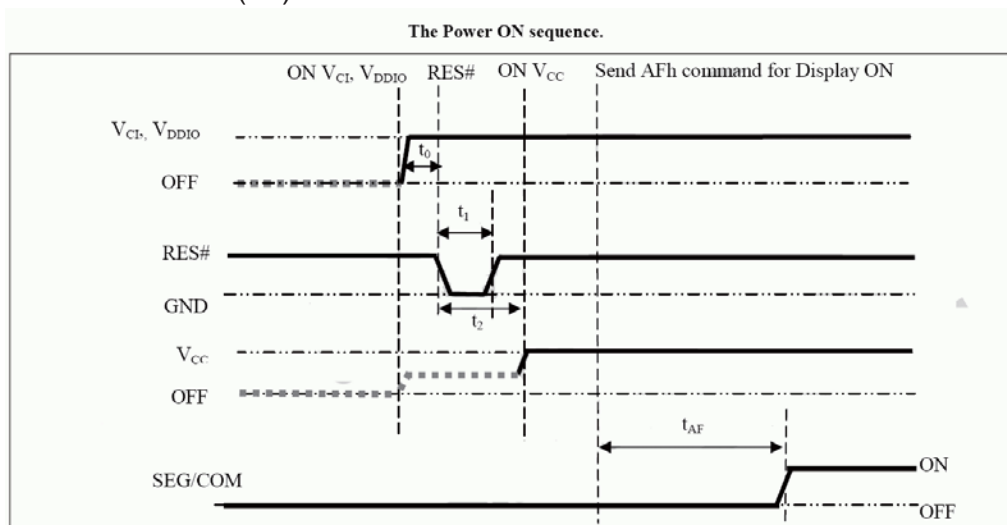 The Power ON sequence.
ON VCI, VDDIO RES# ON VCC Send AFh command for Display ON
VCI, VDDIO
t0
OFF
t1
RES#
GND
t2
VCC
OFF
tAF
SEG/COM
ON
OFF